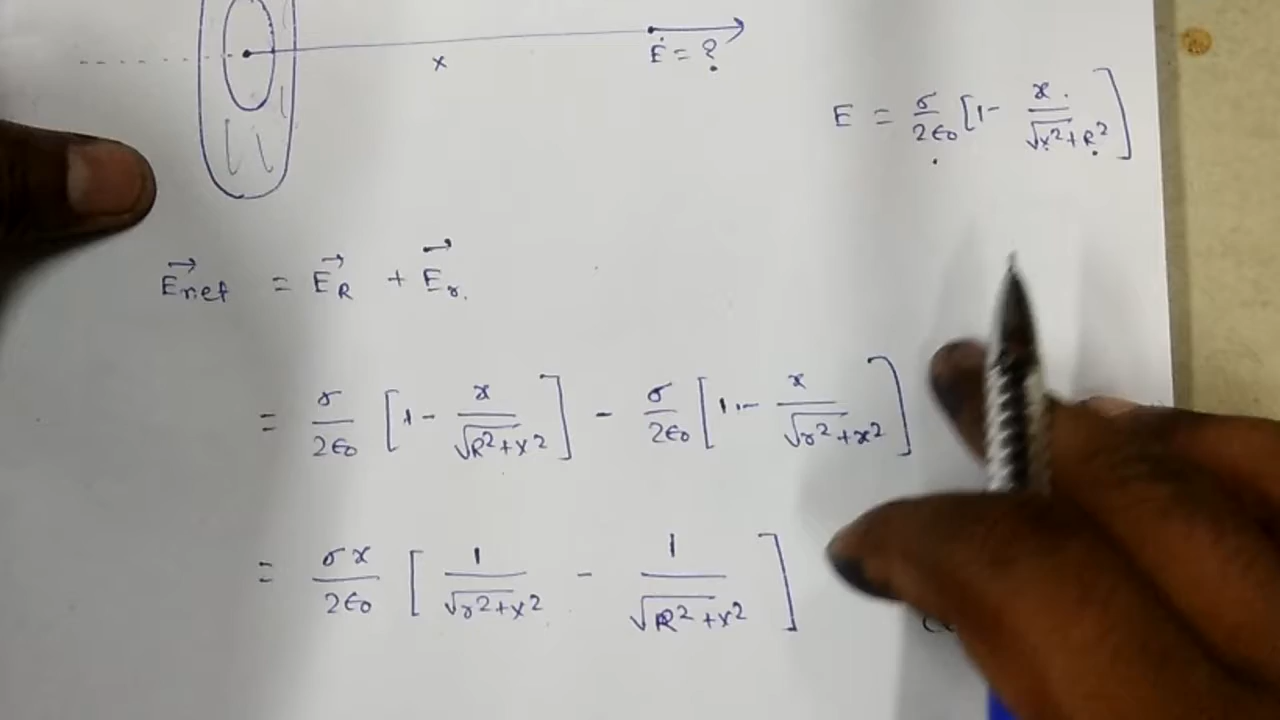 x
E = ?
E = σ/2ϵ₀ [1 - x/√x²+R²]
E⃗net = E⃗R + E⃗r
= σ/2ϵ₀ [1 - x/√R²+x²] - σ/2ϵ₀ [1 - x/√r²+x²]
= σx/2ϵ₀ [1/√r²+x² - 1/√R²+x²]